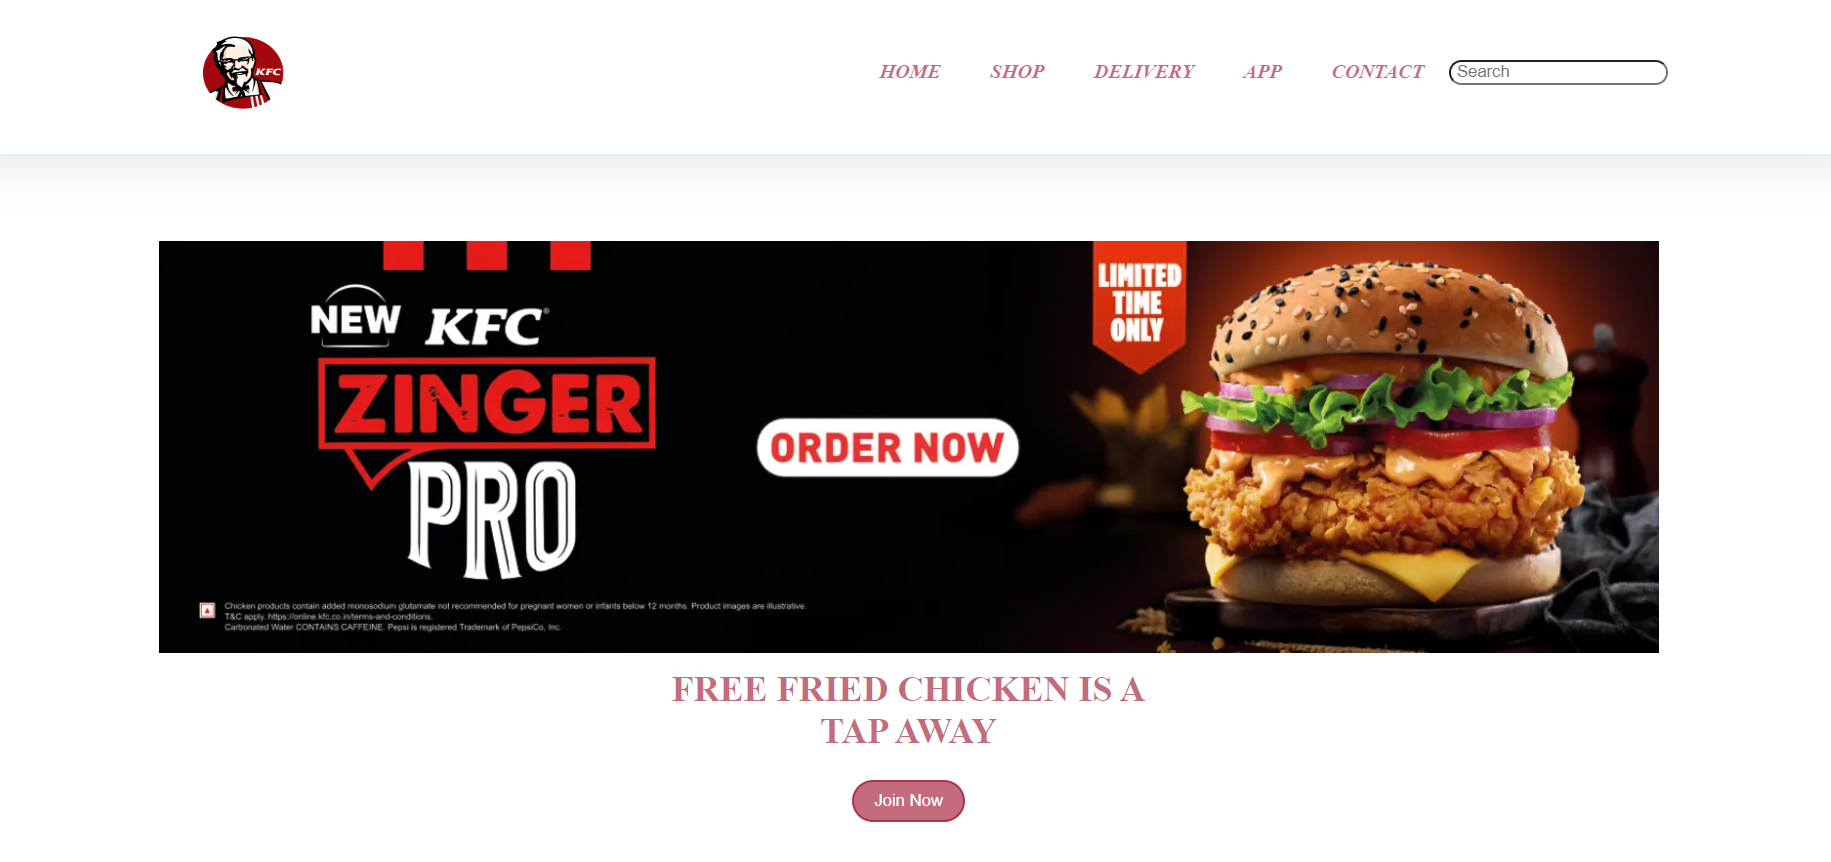 KFC
HOME SHOP DELIVERY APP CONTACT Search
NEW KFC®
ZINGER
PRO
ORDER NOW
LIMITED
TIME
ONLY
Chicken products contain added monosodium glutamate not recommended for pregnant women or infants below 12 months. Product images are illustrative.
T&C apply. https://online.kfc.co.in/terms-and-conditions.
Carbonated Water CONTAINS CAFFEINE. Pepsi is registered Trademark of PepsiCo, Inc.
FREE FRIED CHICKEN IS A
TAP AWAY
Join Now